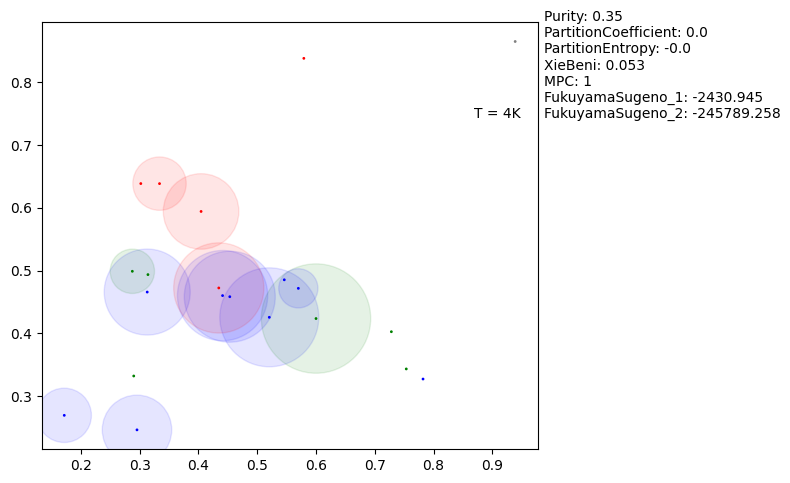 Purity: 0.35
PartitionCoefficient: 0.0
PartitionEntropy: -0.0
XieBeni: 0.053
MPC: 1
FukuyamaSugeno_1: -2430.945
FukuyamaSugeno_2: -245789.258
T = 4K
0.8
0.7
0.6
0.5
0.4
0.3
0.2 0.3 0.4 0.5 0.6 0.7 0.8 0.9